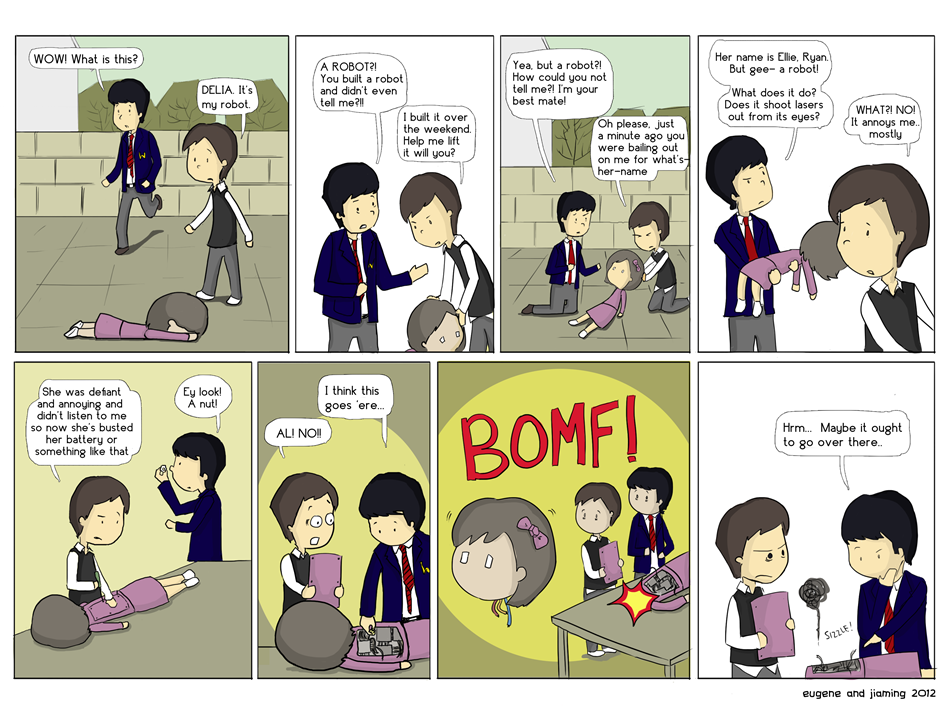 WOW! What is this?
DELIA. It's
my robot.
A ROBOT?!
You built a robot
and didn't even
tell me?!!
I built it over
the weekend.
Help me lift
it will you?
Yea, but a robot?!
How could you not
tell me?! I'm your
best mate!
Oh please, just
a minute ago you
were bailing out
on me for what's-
her-name
Her name is Ellie, Ryan.
But gee- a robot!
What does it do?
Does it shoot lasers
out from its eyes?
WHAT?! NO!
It annoys me..
mostly
She was defiant
and annoying and
didn't listen to me
so now she's busted
her battery or
something like that
Ey look!
A nut!
I think this
goes 'ere...
AL! NO!!
BOMF!
Hrm... Maybe it ought
to go over there..
SIZZLE!
eugene and jiaming 2012